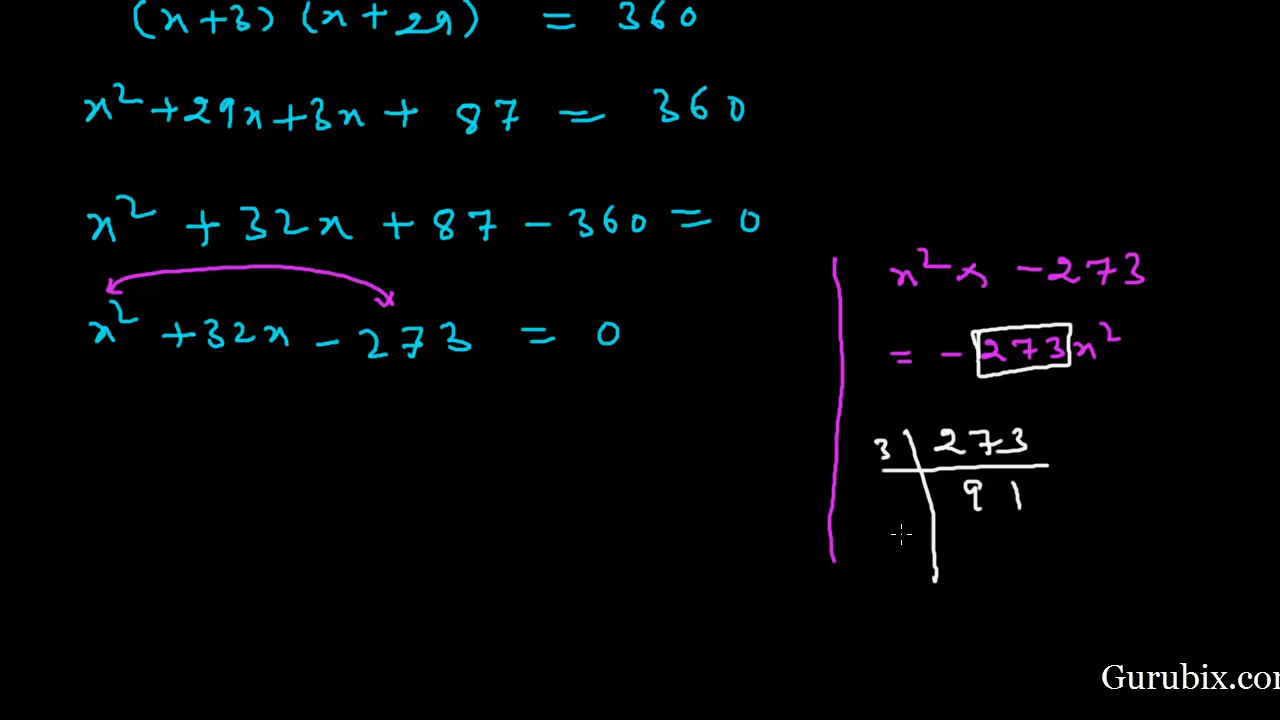 (x+3) (x+29) = 360
x² + 29x + 3x + 87 = 360
x² + 32x + 87 - 360 = 0
x² + 32x - 273 = 0
x² × - 273
= - 273x²
3 | 273
91
Gurubix.com